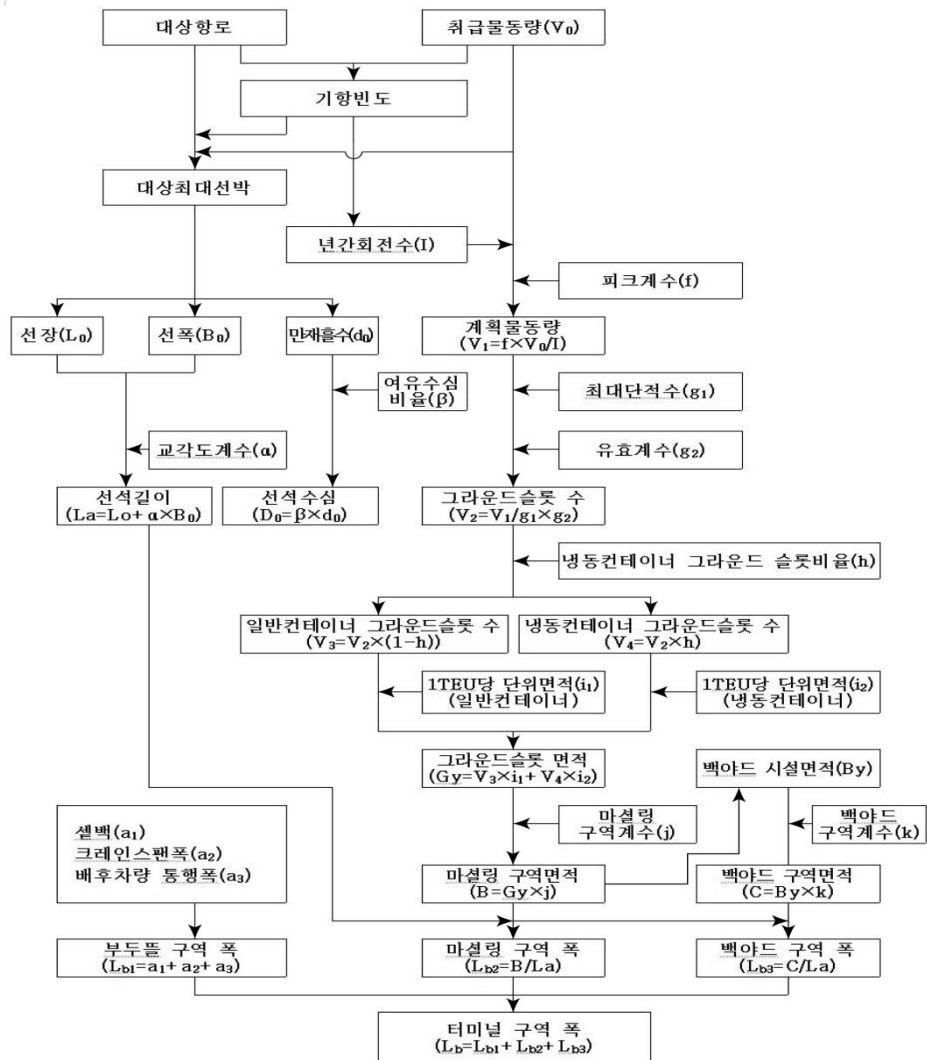 대상항로
취급물동량(V₀)
기항빈도
대상최대선박
년간회전수(I)
피크계수(f)
선장(L₀)
선폭(B₀)
만재흘수(d₀)
계획물동량
(V₁=f×V₀/I)
여유수심
비율(β)
최대단적수(g₁)
교각도계수(α)
유효계수(g₂)
선석길이
(La=Lo+α×B₀)
선석수심
(D₀=β×d₀)
그라운드슬롯 수
(V₂=V₁/g₁×g₂)
냉동컨테이너 그라운드 슬롯비율(h)
일반컨테이너 그라운드슬롯 수
(V₃=V₂×(1-h))
냉동컨테이너 그라운드슬롯 수
(V₄=V₂×h)
1TEU당 단위면적(i₁)
(일반컨테이너)
1TEU당 단위면적(i₂)
(냉동컨테이너)
그라운드슬롯 면적
(Gy=V₃×i₁+V₄×i₂)
백야드 시설면적(By)
셑백(a₁)
크레인스팬폭(a₂)
배후차량 통행폭(a₃)
마셜링
구역계수(j)
백야드
구역계수(k)
마셜링 구역면적
(B=Gy×j)
백야드 구역면적
(C=By×k)
부두뜰 구역 폭
(L_b1=a₁+a₂+a₃)
마셜링 구역 폭
(L_b2=B/La)
백야드 구역 폭
(L_b3=C/La)
터미널 구역 폭
(L_b=L_b1+L_b2+L_b3)